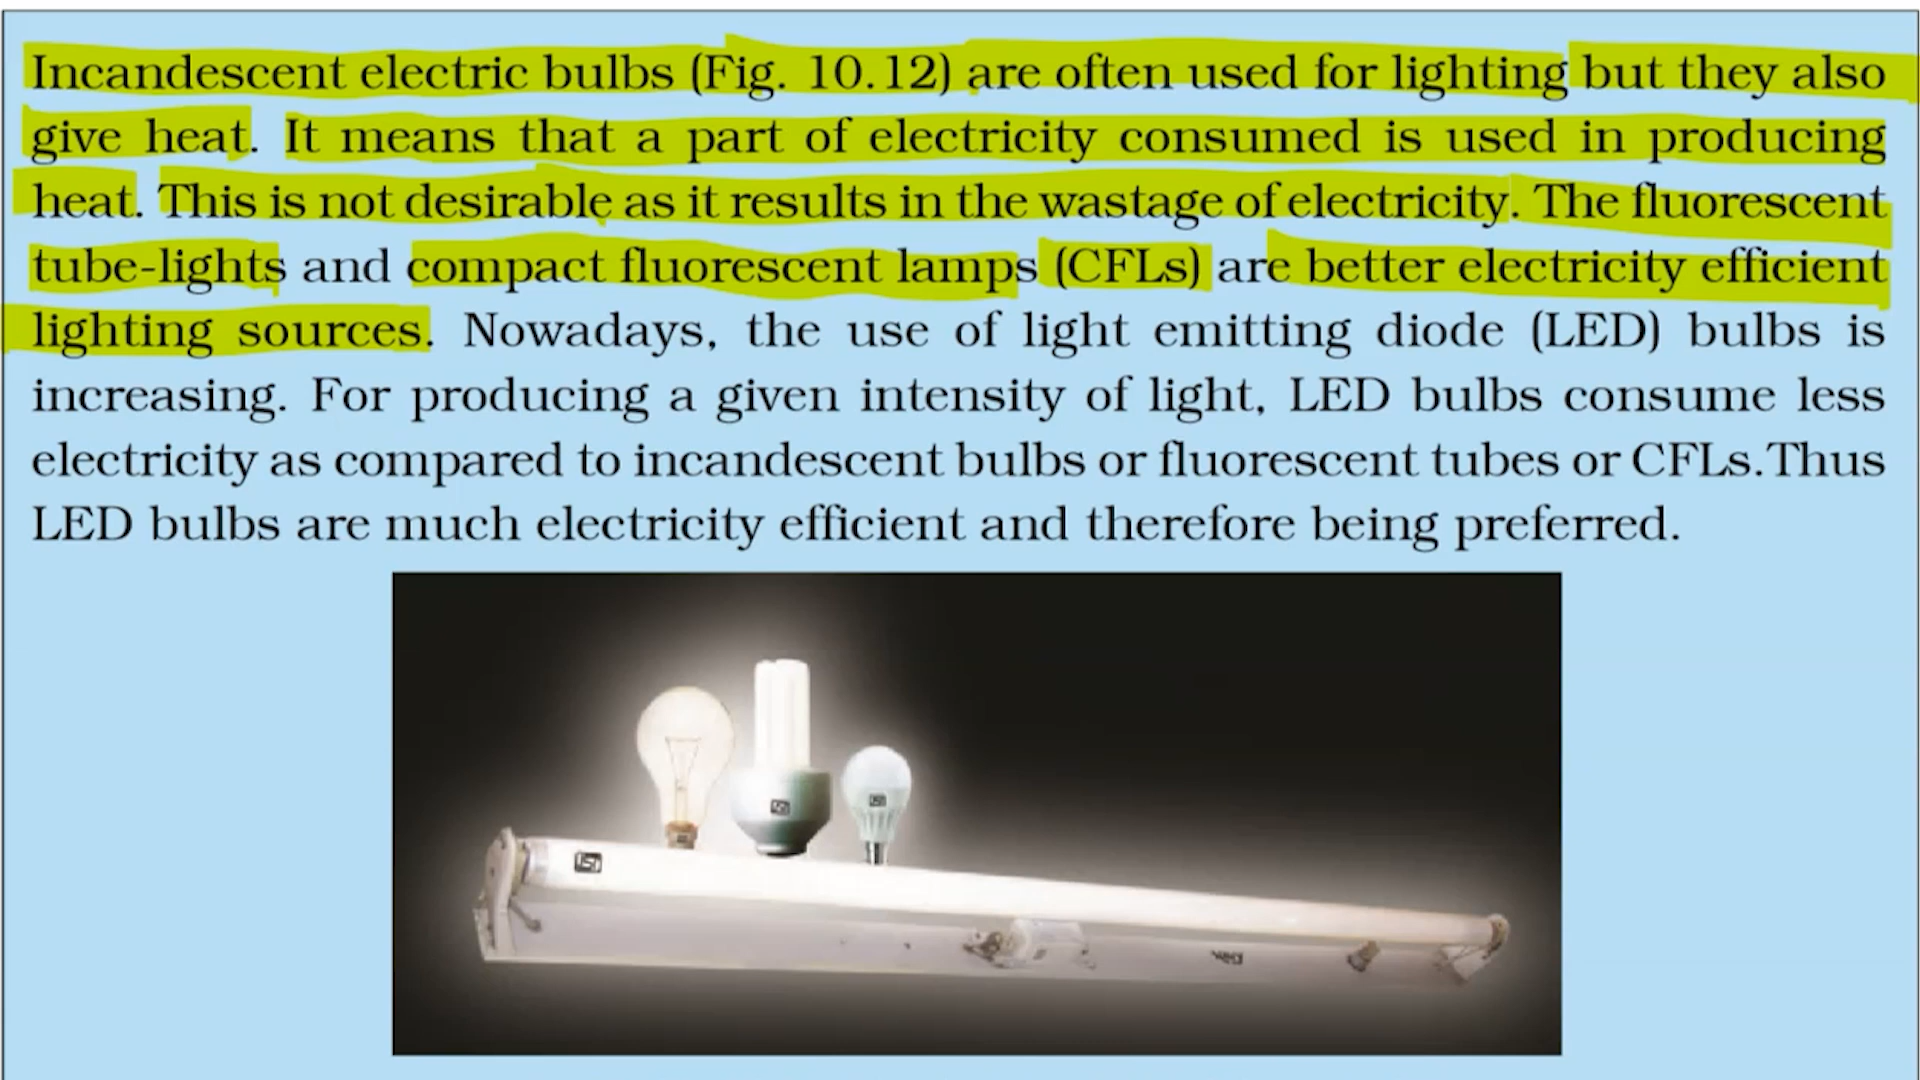 Incandescent electric bulbs (Fig. 10.12) are often used for lighting but they also
give heat. It means that a part of electricity consumed is used in producing
heat. This is not desirable as it results in the wastage of electricity. The fluorescent
tube-lights and compact fluorescent lamps (CFLs) are better electricity efficient
lighting sources. Nowadays, the use of light emitting diode (LED) bulbs is
increasing. For producing a given intensity of light, LED bulbs consume less
electricity as compared to incandescent bulbs or fluorescent tubes or CFLs.Thus
LED bulbs are much electricity efficient and therefore being preferred.
ISI
ISI
ISI